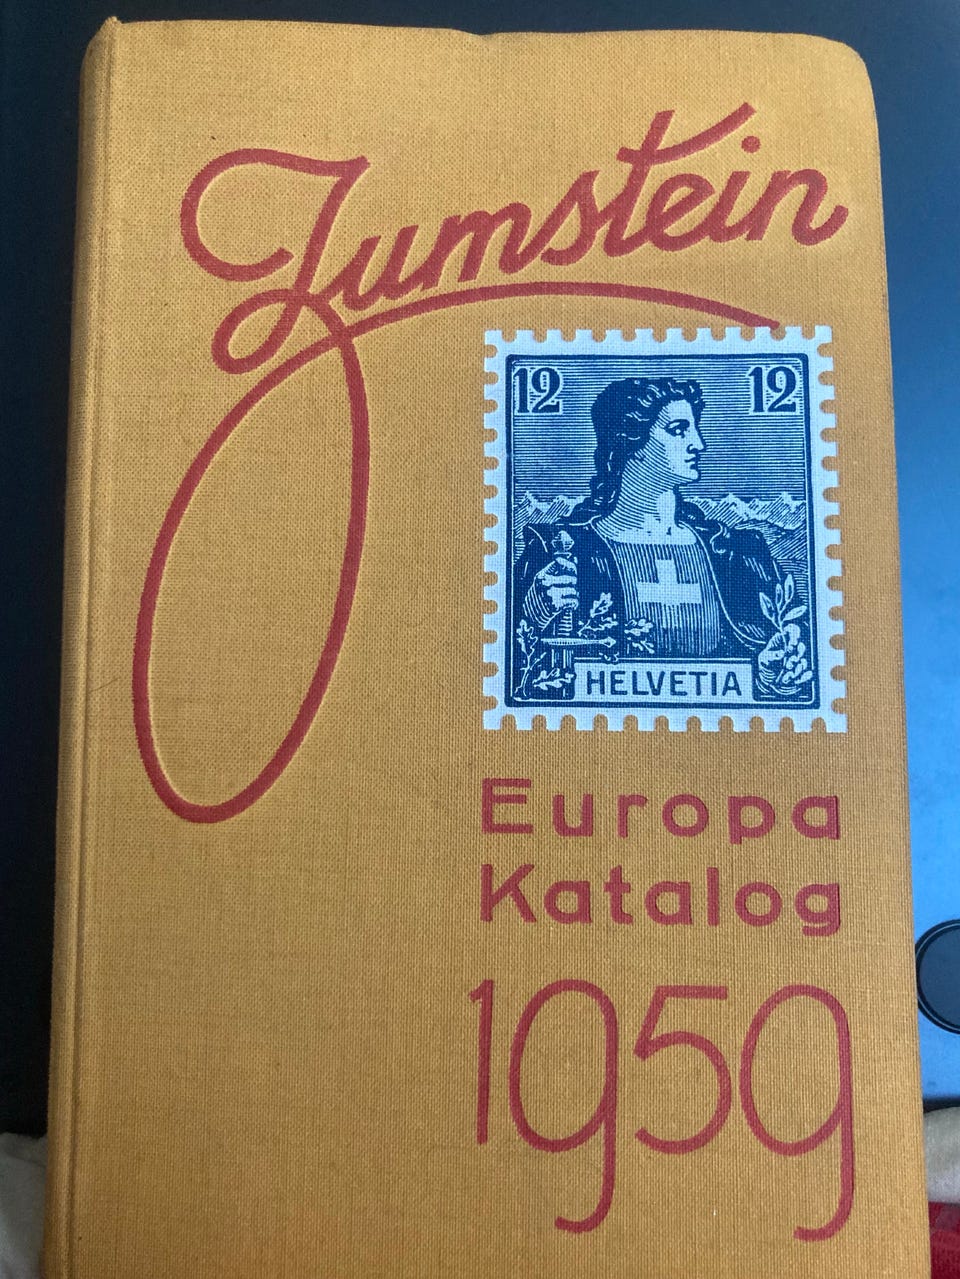 Zumstein
12 12
HELVETIA
Europa
Katalog
1959